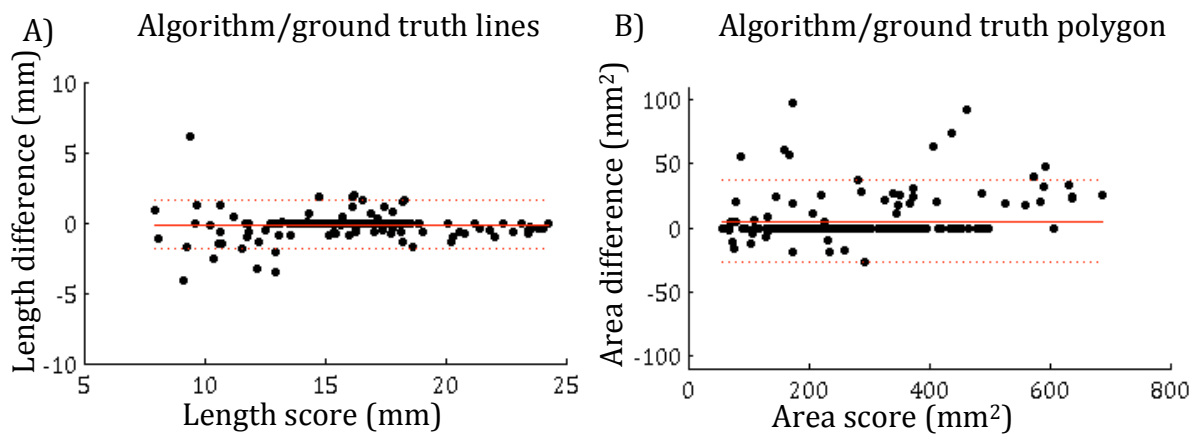 A) Algorithm/ground truth lines
Length difference (mm)
10
5
0
-5
-10
5 10 15 20 25
Length score (mm)
B) Algorithm/ground truth polygon
Area difference (mm²)
100
50
0
-50
-100
0 200 400 600 800
Area score (mm²)